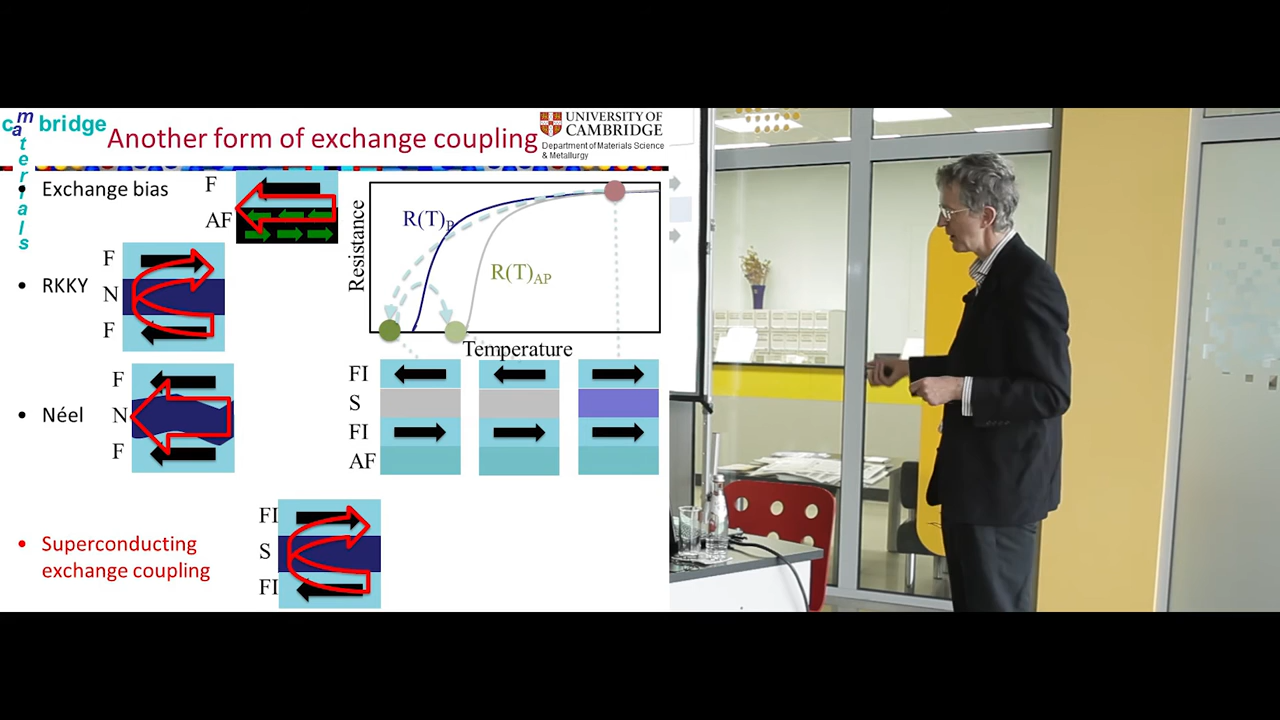 cambridge
materials
Another form of exchange coupling
UNIVERSITY OF
CAMBRIDGE
Department of Materials Science
& Metallurgy
• Exchange bias
F
AF
• RKKY
F
N
F
• Néel
F
N
F
• Superconducting
exchange coupling
FI
S
FI
Resistance
R(T)P
R(T)AP
Temperature
FI
S
FI
AF